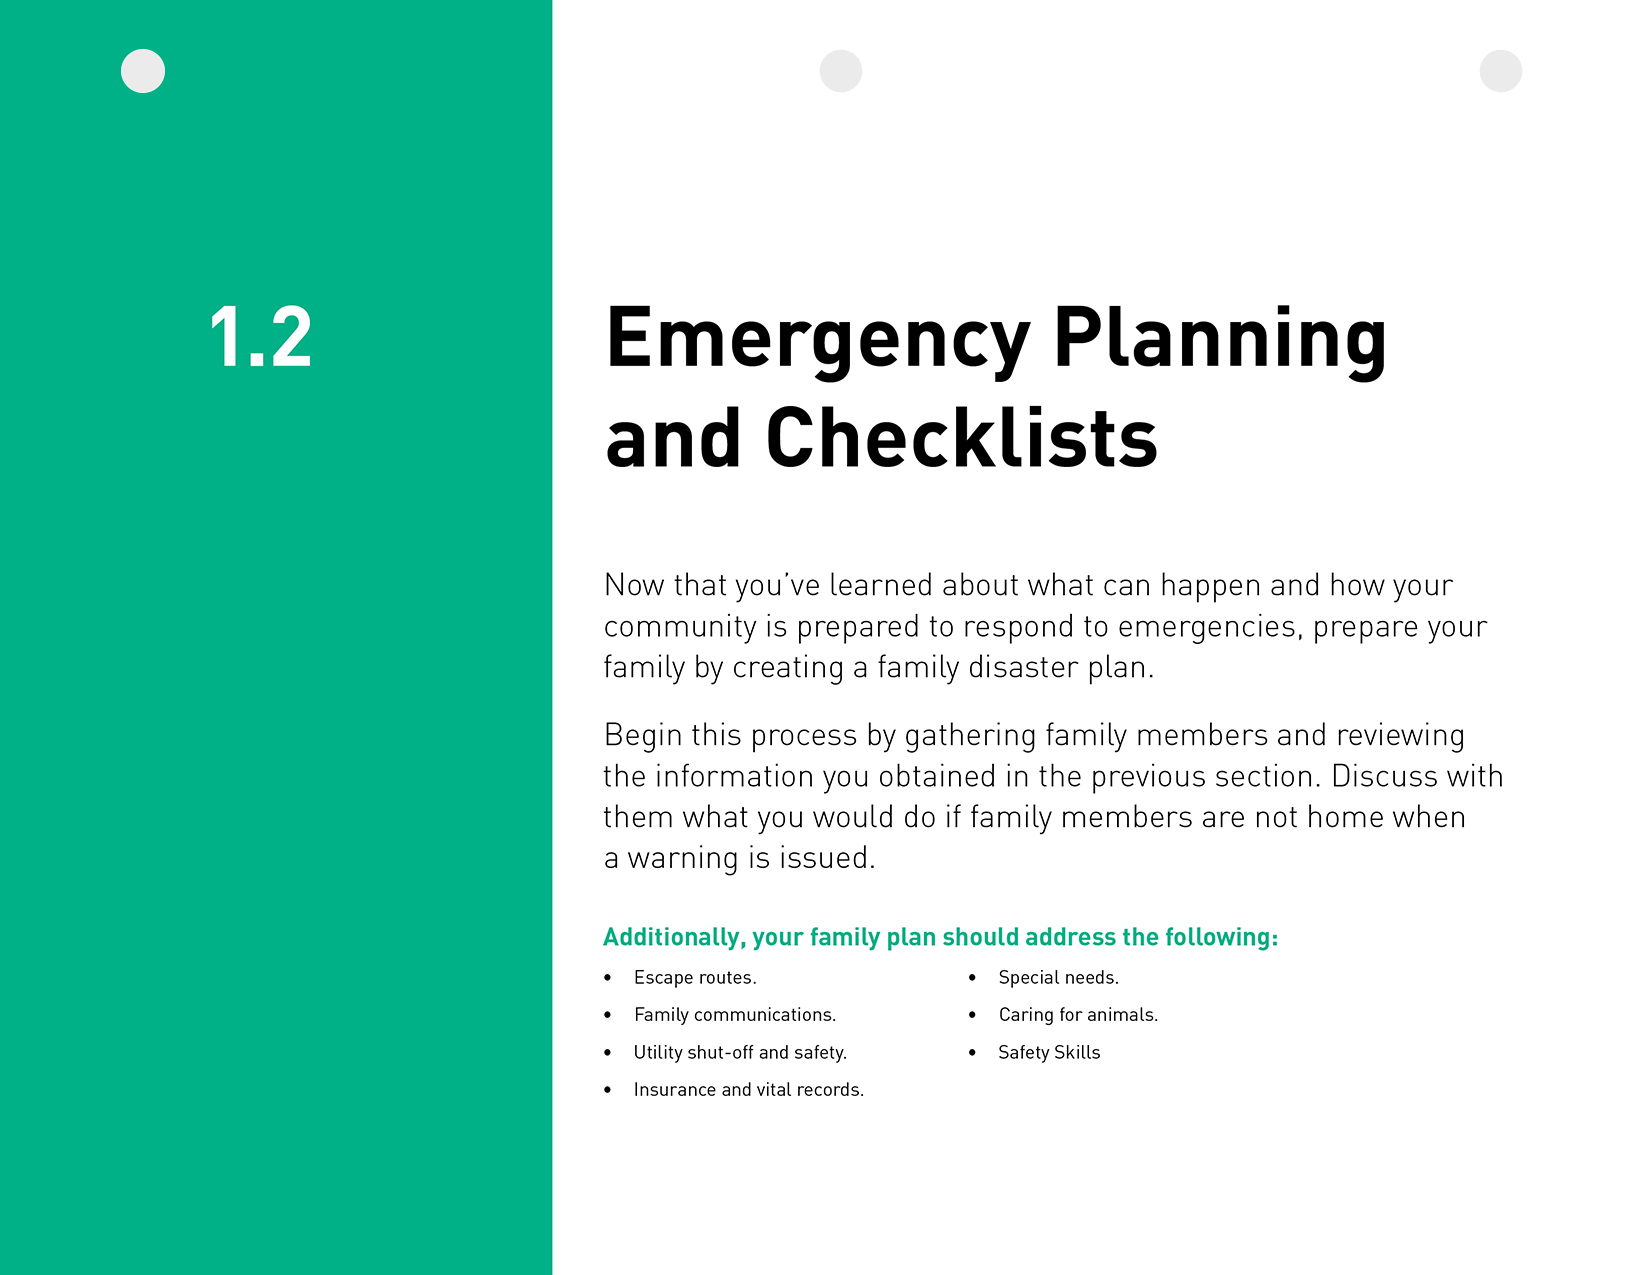 1.2
Emergency Planning
and Checklists
Now that you’ve learned about what can happen and how your
community is prepared to respond to emergencies, prepare your
family by creating a family disaster plan.
Begin this process by gathering family members and reviewing
the information you obtained in the previous section. Discuss with
them what you would do if family members are not home when
a warning is issued.
Additionally, your family plan should address the following:
• Escape routes.
• Family communications.
• Utility shut-off and safety.
• Insurance and vital records.
• Special needs.
• Caring for animals.
• Safety Skills